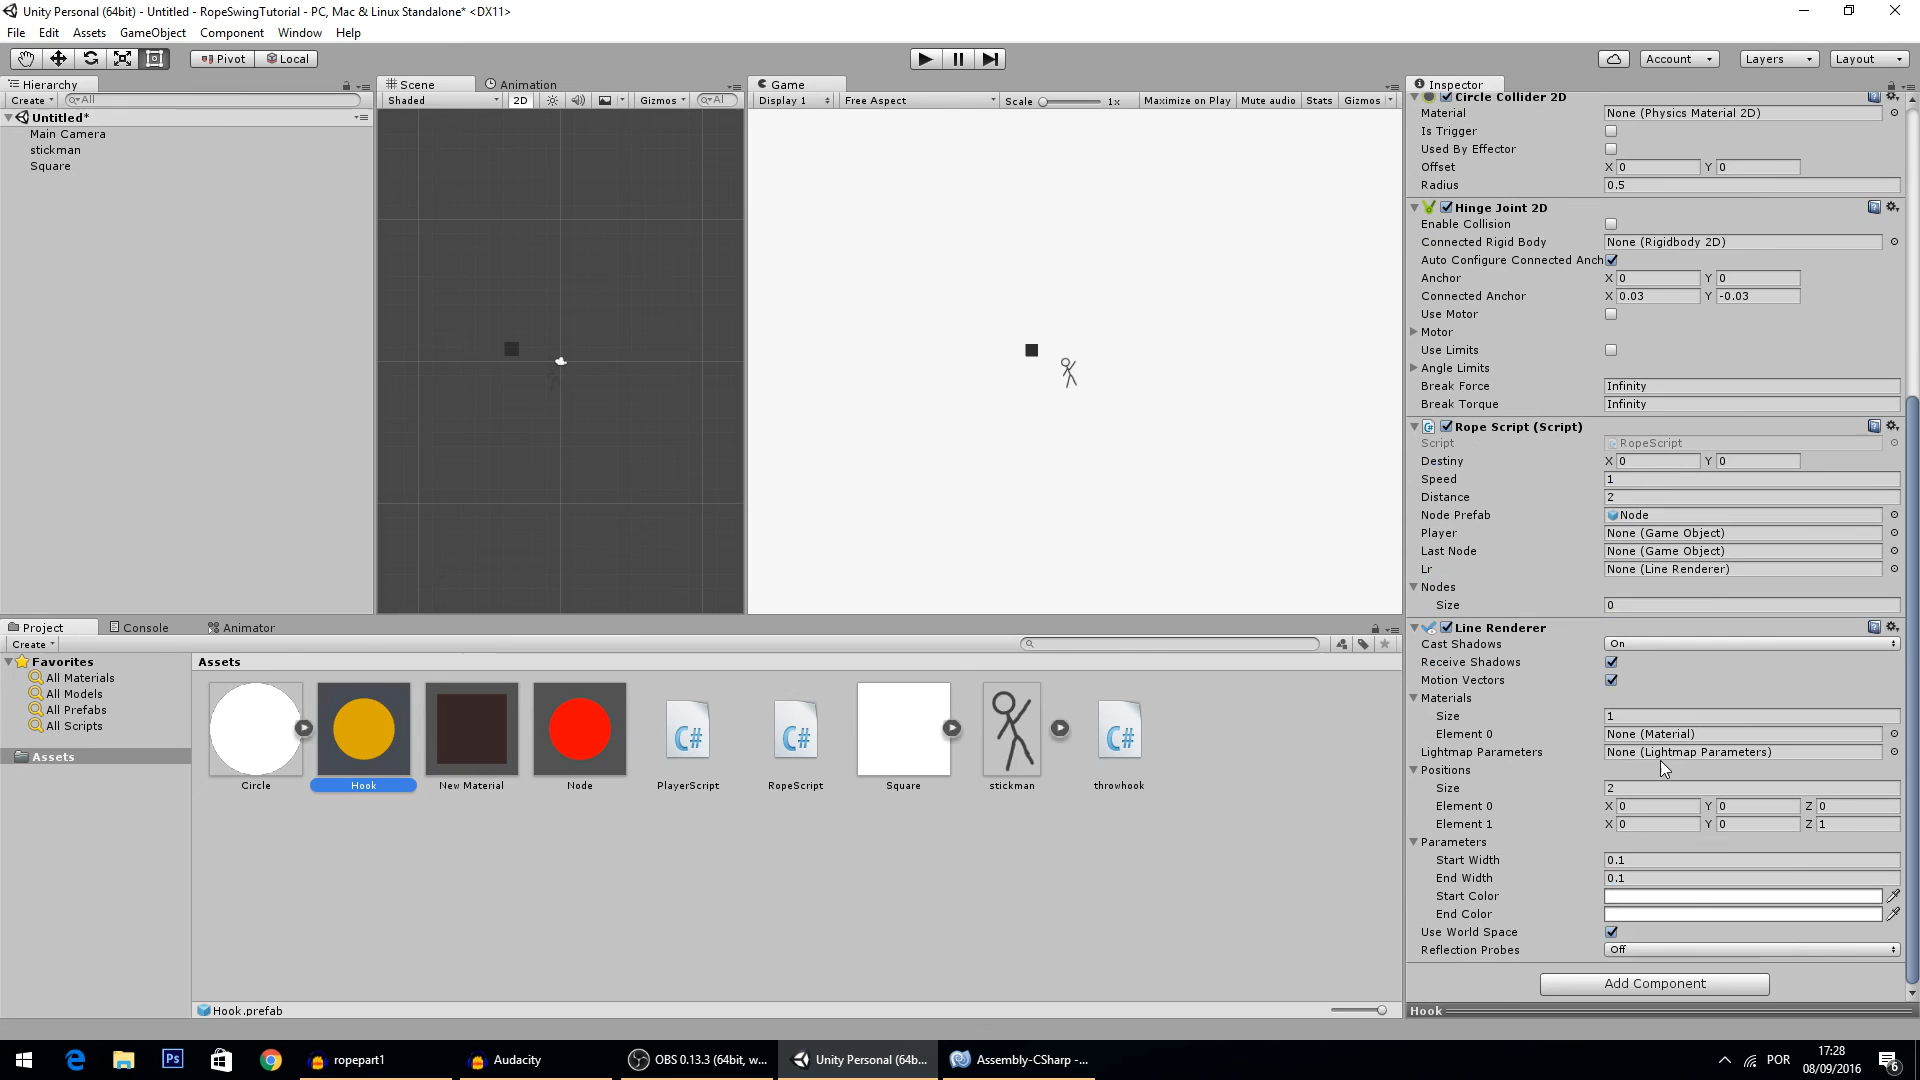 Unity Personal (64bit) - Untitled - RopeSwingTutorial - PC, Mac & Linux Standalone* <DX11>
File Edit Assets GameObject Component Window Help
Pivot Local Account Layers Layout
Hierarchy
Create All
Untitled*
Main Camera
stickman
Square
Scene Animation
Shaded 2D Gizmos Al
Game
Display 1 Free Aspect Scale 1x Maximize on Play Mute audio Stats Gizmos
Inspector
Circle Collider 2D
Material None (Physics Material 2D)
Is Trigger
Used By Effector
Offset X 0 Y 0
Radius 0.5
Hinge Joint 2D
Enable Collision
Connected Rigid Body None (Rigidbody 2D)
Auto Configure Connected Anch
Anchor X 0 Y 0
Connected Anchor X 0.03 Y -0.03
Use Motor
Motor
Use Limits
Angle Limits
Break Force Infinity
Break Torque Infinity
Rope Script (Script)
Script RopeScript
Destiny X 0 Y 0
Speed 1
Distance 2
Node Prefab Node
Player None (Game Object)
Last Node None (Game Object)
Lr None (Line Renderer)
Nodes
Size 0
Line Renderer
Cast Shadows On
Receive Shadows
Motion Vectors
Materials
Size 1
Element 0 None (Material)
Lightmap Parameters None (Lightmap Parameters)
Positions
Size 2
Element 0 X 0 Y 0 Z 0
Element 1 X 0 Y 0 Z 1
Parameters
Start Width 0.1
End Width 0.1
Start Color
End Color
Use World Space
Reflection Probes Off
Add Component
Hook
Project Console Animator
Create
Favorites
All Materials
All Models
All Prefabs
All Scripts
Assets
Assets
Circle Hook New Material Node PlayerScript RopeScript Square stickman throwhook
C# C# C#
Hook.prefab
ropepart1 Audacity OBS 0.13.3 (64bit, w... Unity Personal (64b... Assembly-CSharp -...
Ps
POR
17:28
08/09/2016
6